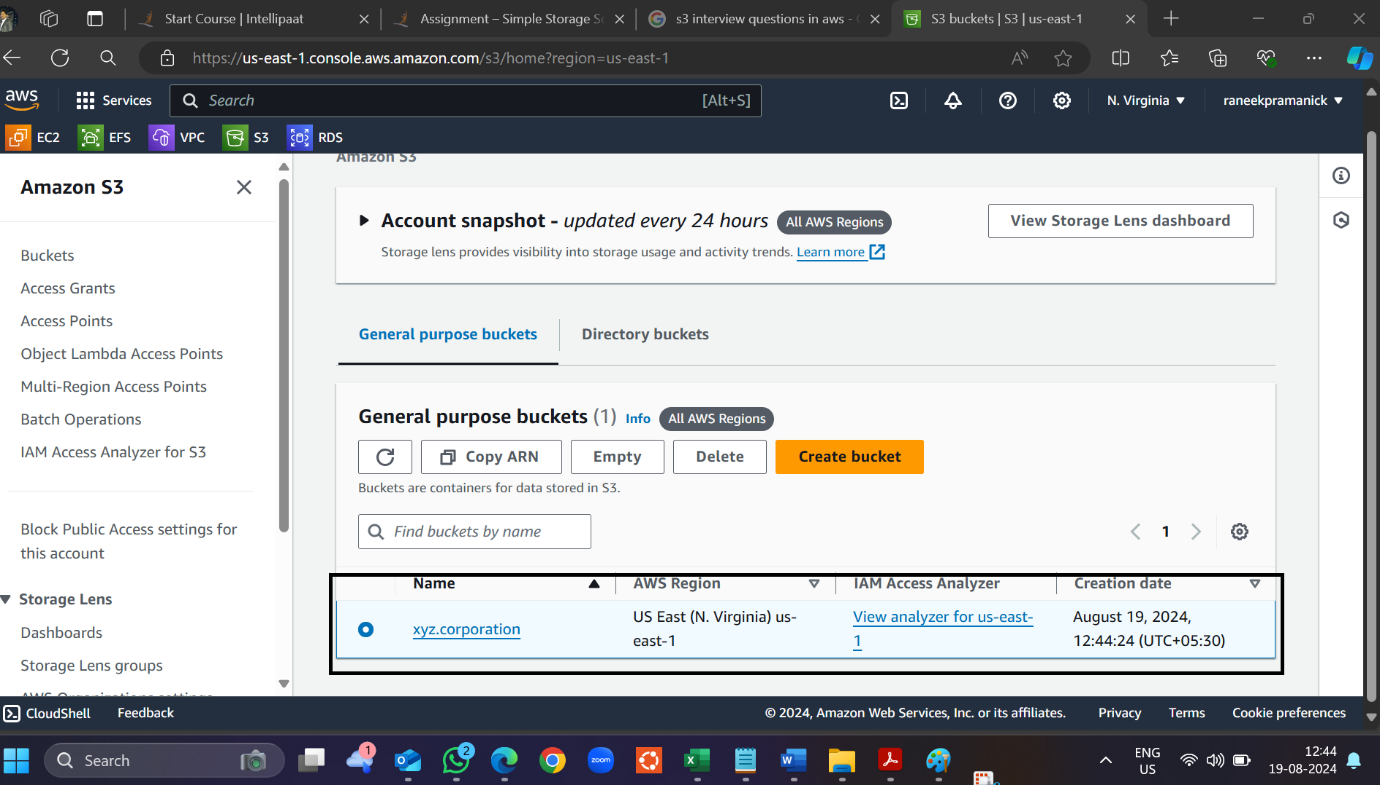 Start Course | Intellipaat
Assignment – Simple Storage Se
s3 interview questions in aws -
S3 buckets | S3 | us-east-1
https://us-east-1.console.aws.amazon.com/s3/home?region=us-east-1
aws
Services
Search
[Alt+S]
N. Virginia
raneekpramanick
EC2
EFS
VPC
S3
RDS
Amazon S3
Buckets
Access Grants
Access Points
Object Lambda Access Points
Multi-Region Access Points
Batch Operations
IAM Access Analyzer for S3
Block Public Access settings for
this account
Storage Lens
Dashboards
Storage Lens groups
AWS Organizations settings
Amazon S3
Account snapshot - updated every 24 hours
All AWS Regions
View Storage Lens dashboard
Storage lens provides visibility into storage usage and activity trends. Learn more
General purpose buckets
Directory buckets
General purpose buckets (1) Info
All AWS Regions
Copy ARN
Empty
Delete
Create bucket
Buckets are containers for data stored in S3.
Find buckets by name
1
Name
AWS Region
IAM Access Analyzer
Creation date
xyz.corporation
US East (N. Virginia) us-
east-1
View analyzer for us-east-
1
August 19, 2024,
12:44:24 (UTC+05:30)
CloudShell
Feedback
© 2024, Amazon Web Services, Inc. or its affiliates.
Privacy
Terms
Cookie preferences
Search
1
2
zoom
ENG
US
12:44
19-08-2024